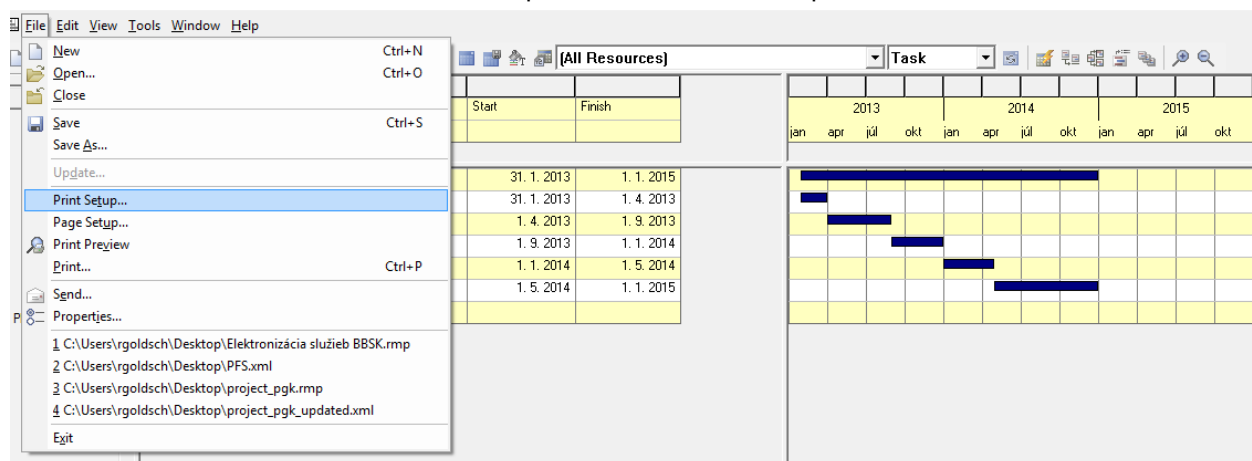 File Edit View Tools Window Help
New Ctrl+N
Open... Ctrl+O
Close
Save Ctrl+S
Save As...
Update...
Print Setup...
Page Setup...
Print Preview
Print... Ctrl+P
Send...
Properties...
1 C:\Users\rgoldsch\Desktop\Elektronizácia služieb BBSK.rmp
2 C:\Users\rgoldsch\Desktop\PFS.xml
3 C:\Users\rgoldsch\Desktop\project_pgk.rmp
4 C:\Users\rgoldsch\Desktop\project_pgk_updated.xml
Exit
P
(All Resources) Task
Start Finish
31. 1. 2013 1. 1. 2015
31. 1. 2013 1. 4. 2013
1. 4. 2013 1. 9. 2013
1. 9. 2013 1. 1. 2014
1. 1. 2014 1. 5. 2014
1. 5. 2014 1. 1. 2015
2013 2014 2015
jan apr júl okt jan apr júl okt jan apr júl okt